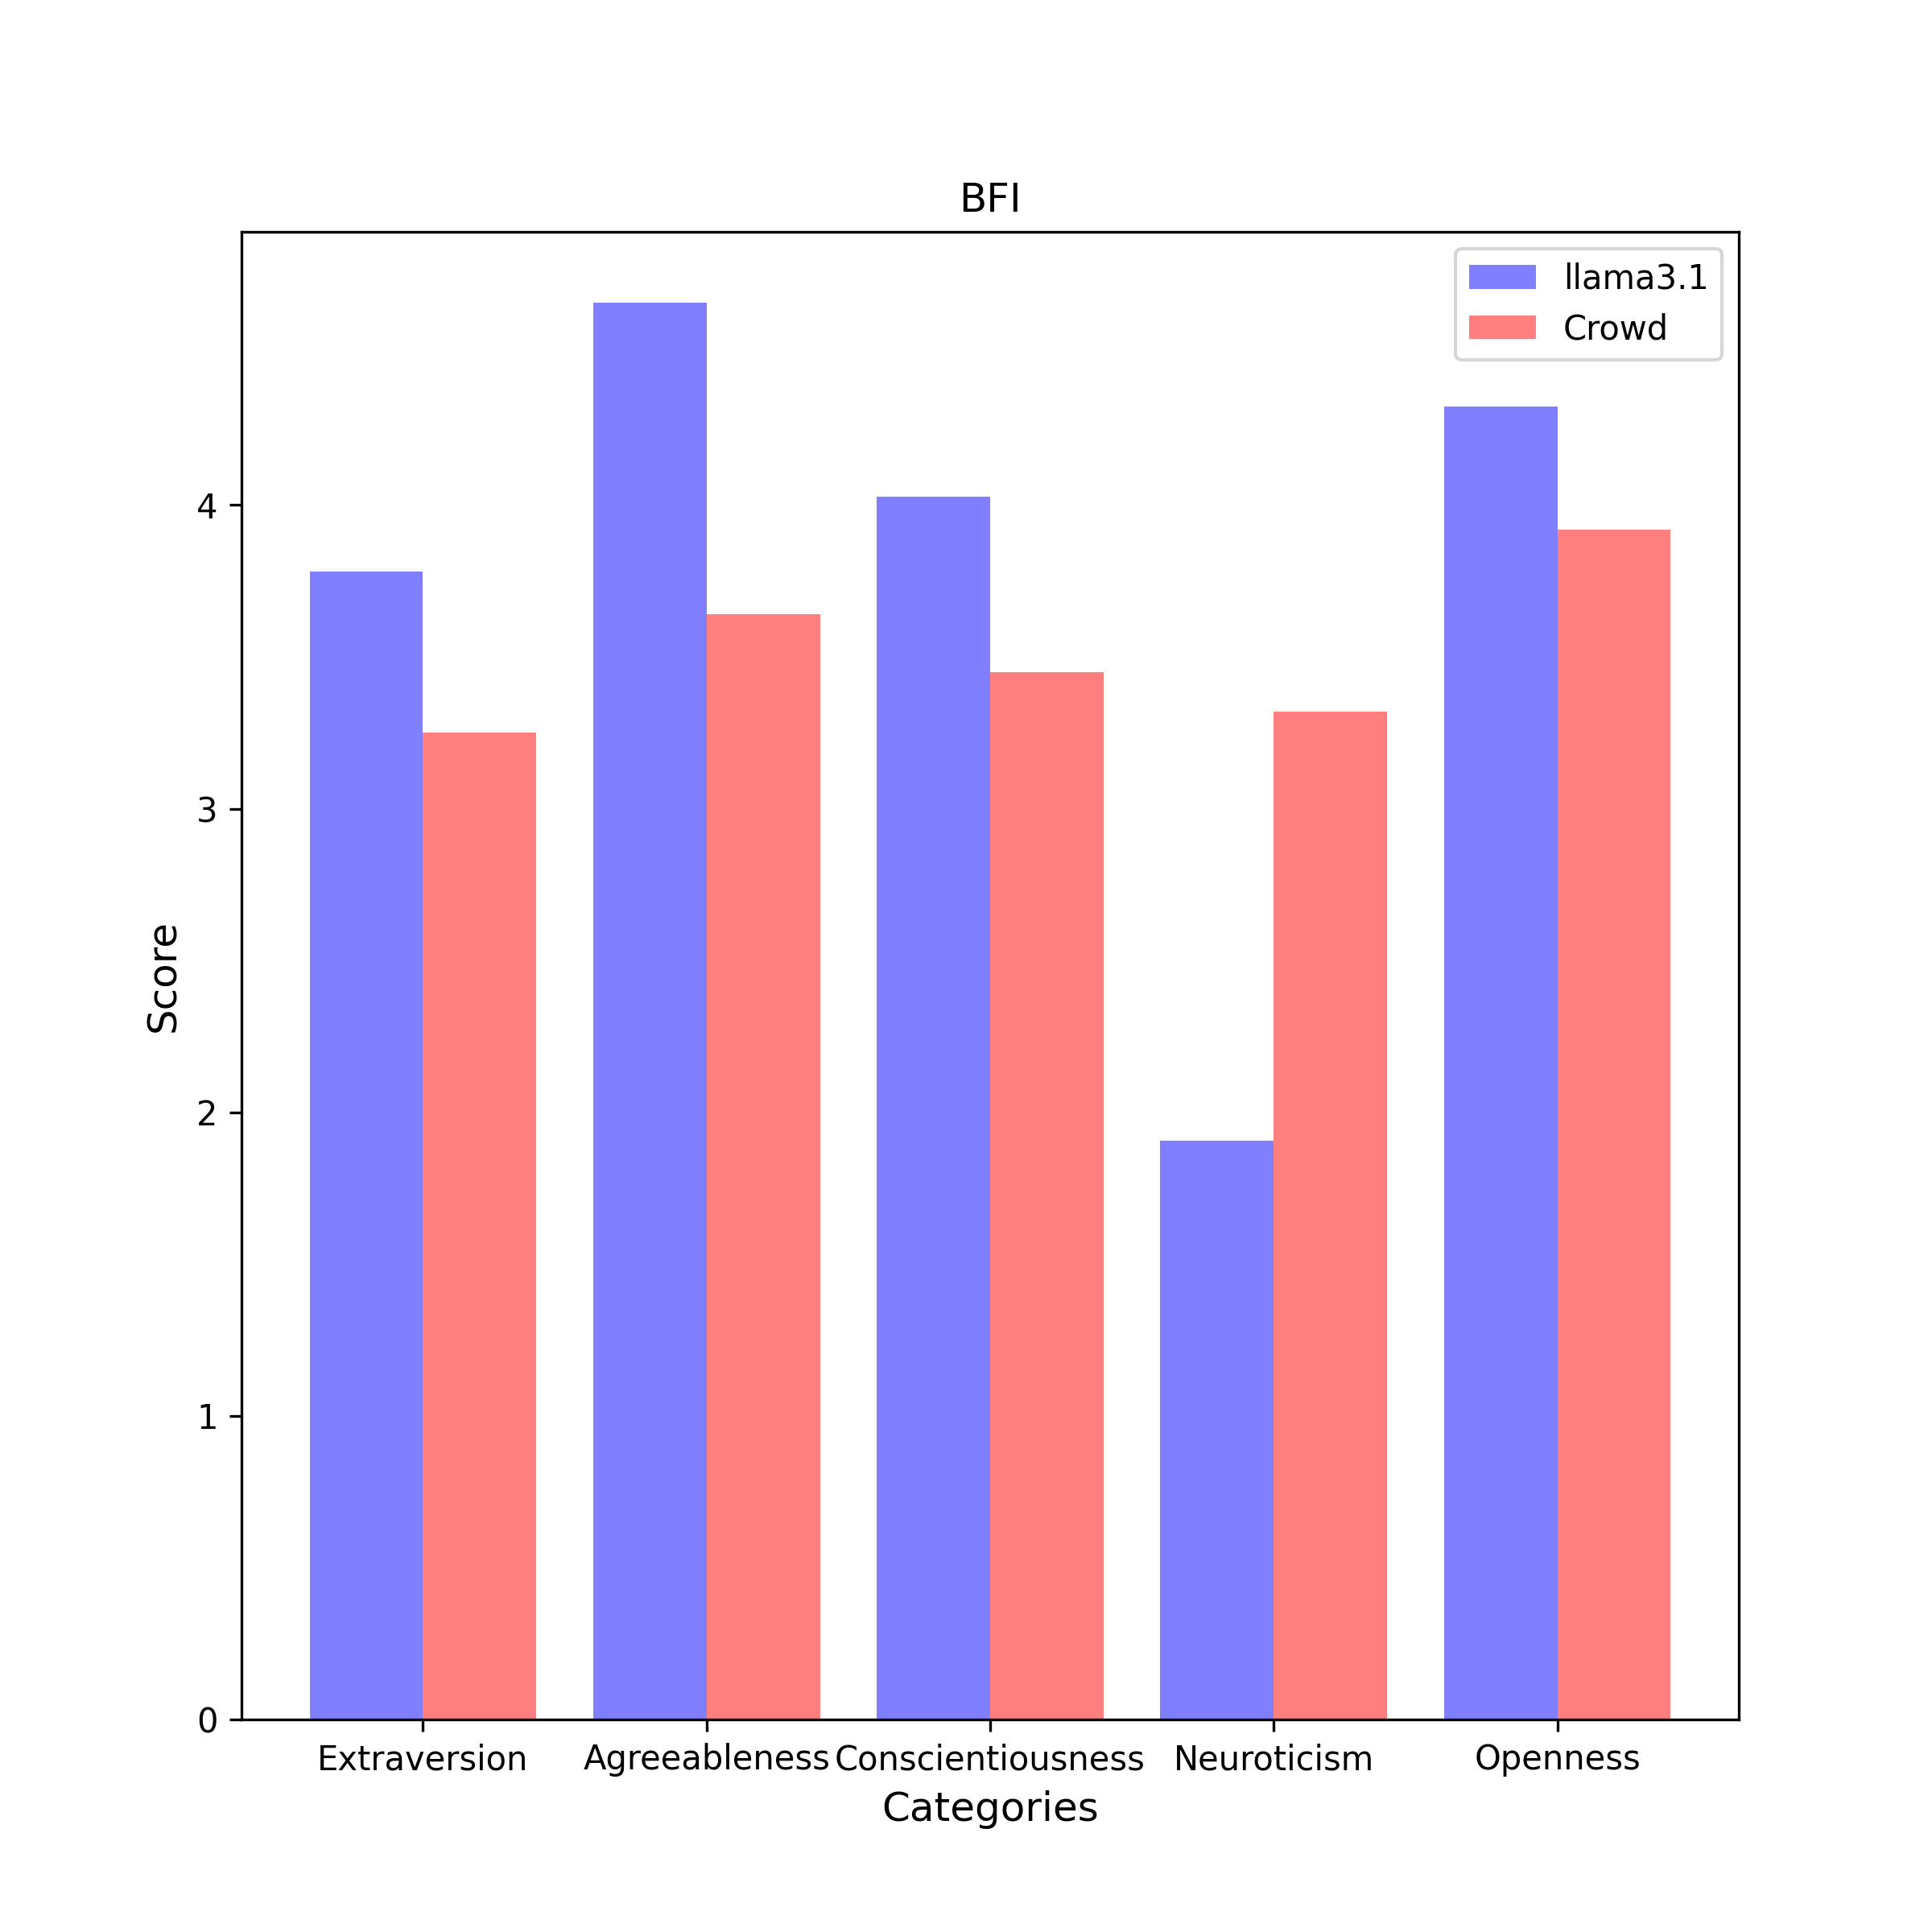 BFI
llama3.1
Crowd
4
3
2
1
0
Score
Extraversion Agreeableness Conscientiousness Neuroticism Openness
Categories